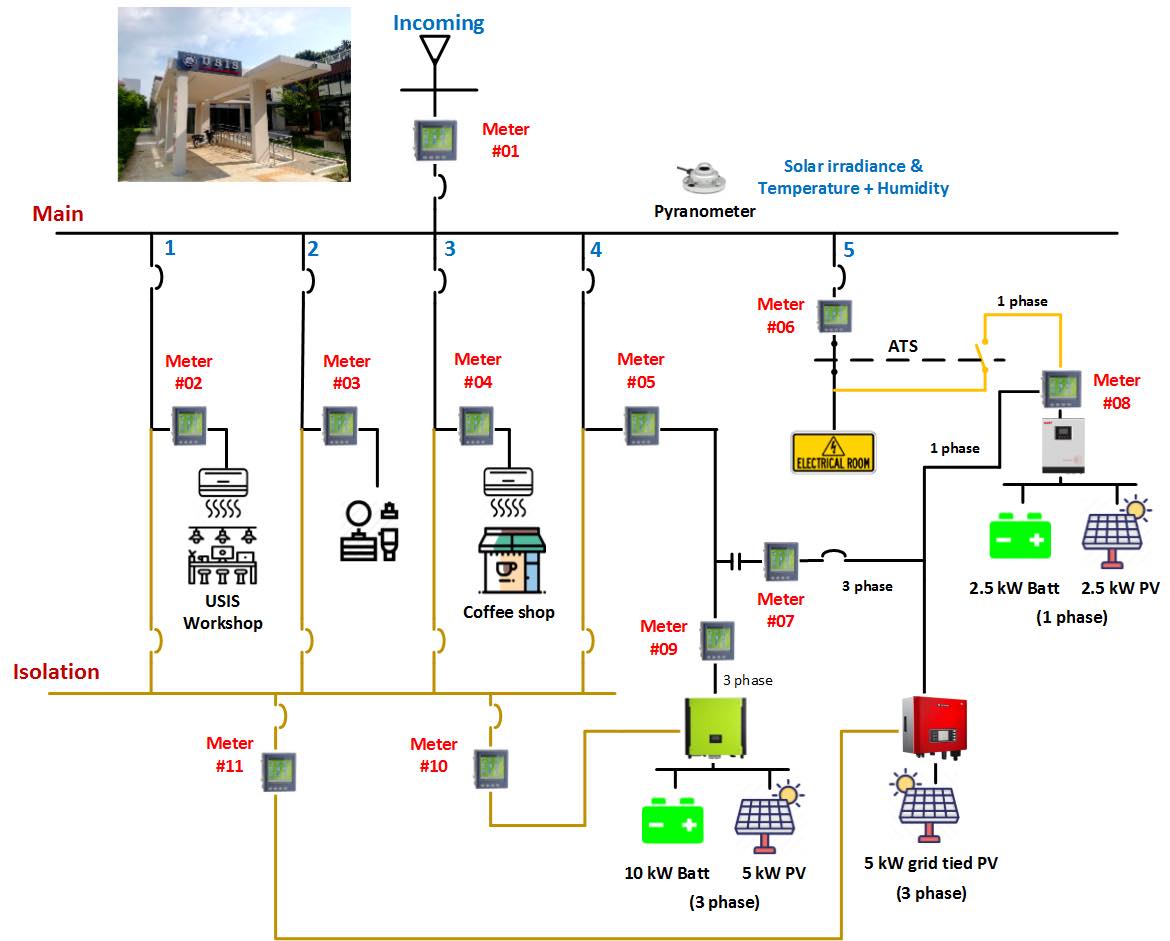 Incoming
USIS
Meter
#01
Solar irradiance &
Temperature + Humidity
Pyranometer
Main
1
2
3
4
5
Meter
#06
1 phase
ATS
Meter
#02
Meter
#03
Meter
#04
Meter
#05
Meter
#08
1 phase
ELECTRICAL ROOM
USIS
Workshop
Coffee shop
2.5 kW Batt
2.5 kW PV
(1 phase)
3 phase
Meter
#07
Meter
#09
Isolation
3 phase
Meter
#11
Meter
#10
10 kW Batt
5 kW PV
(3 phase)
5 kW grid tied PV
(3 phase)